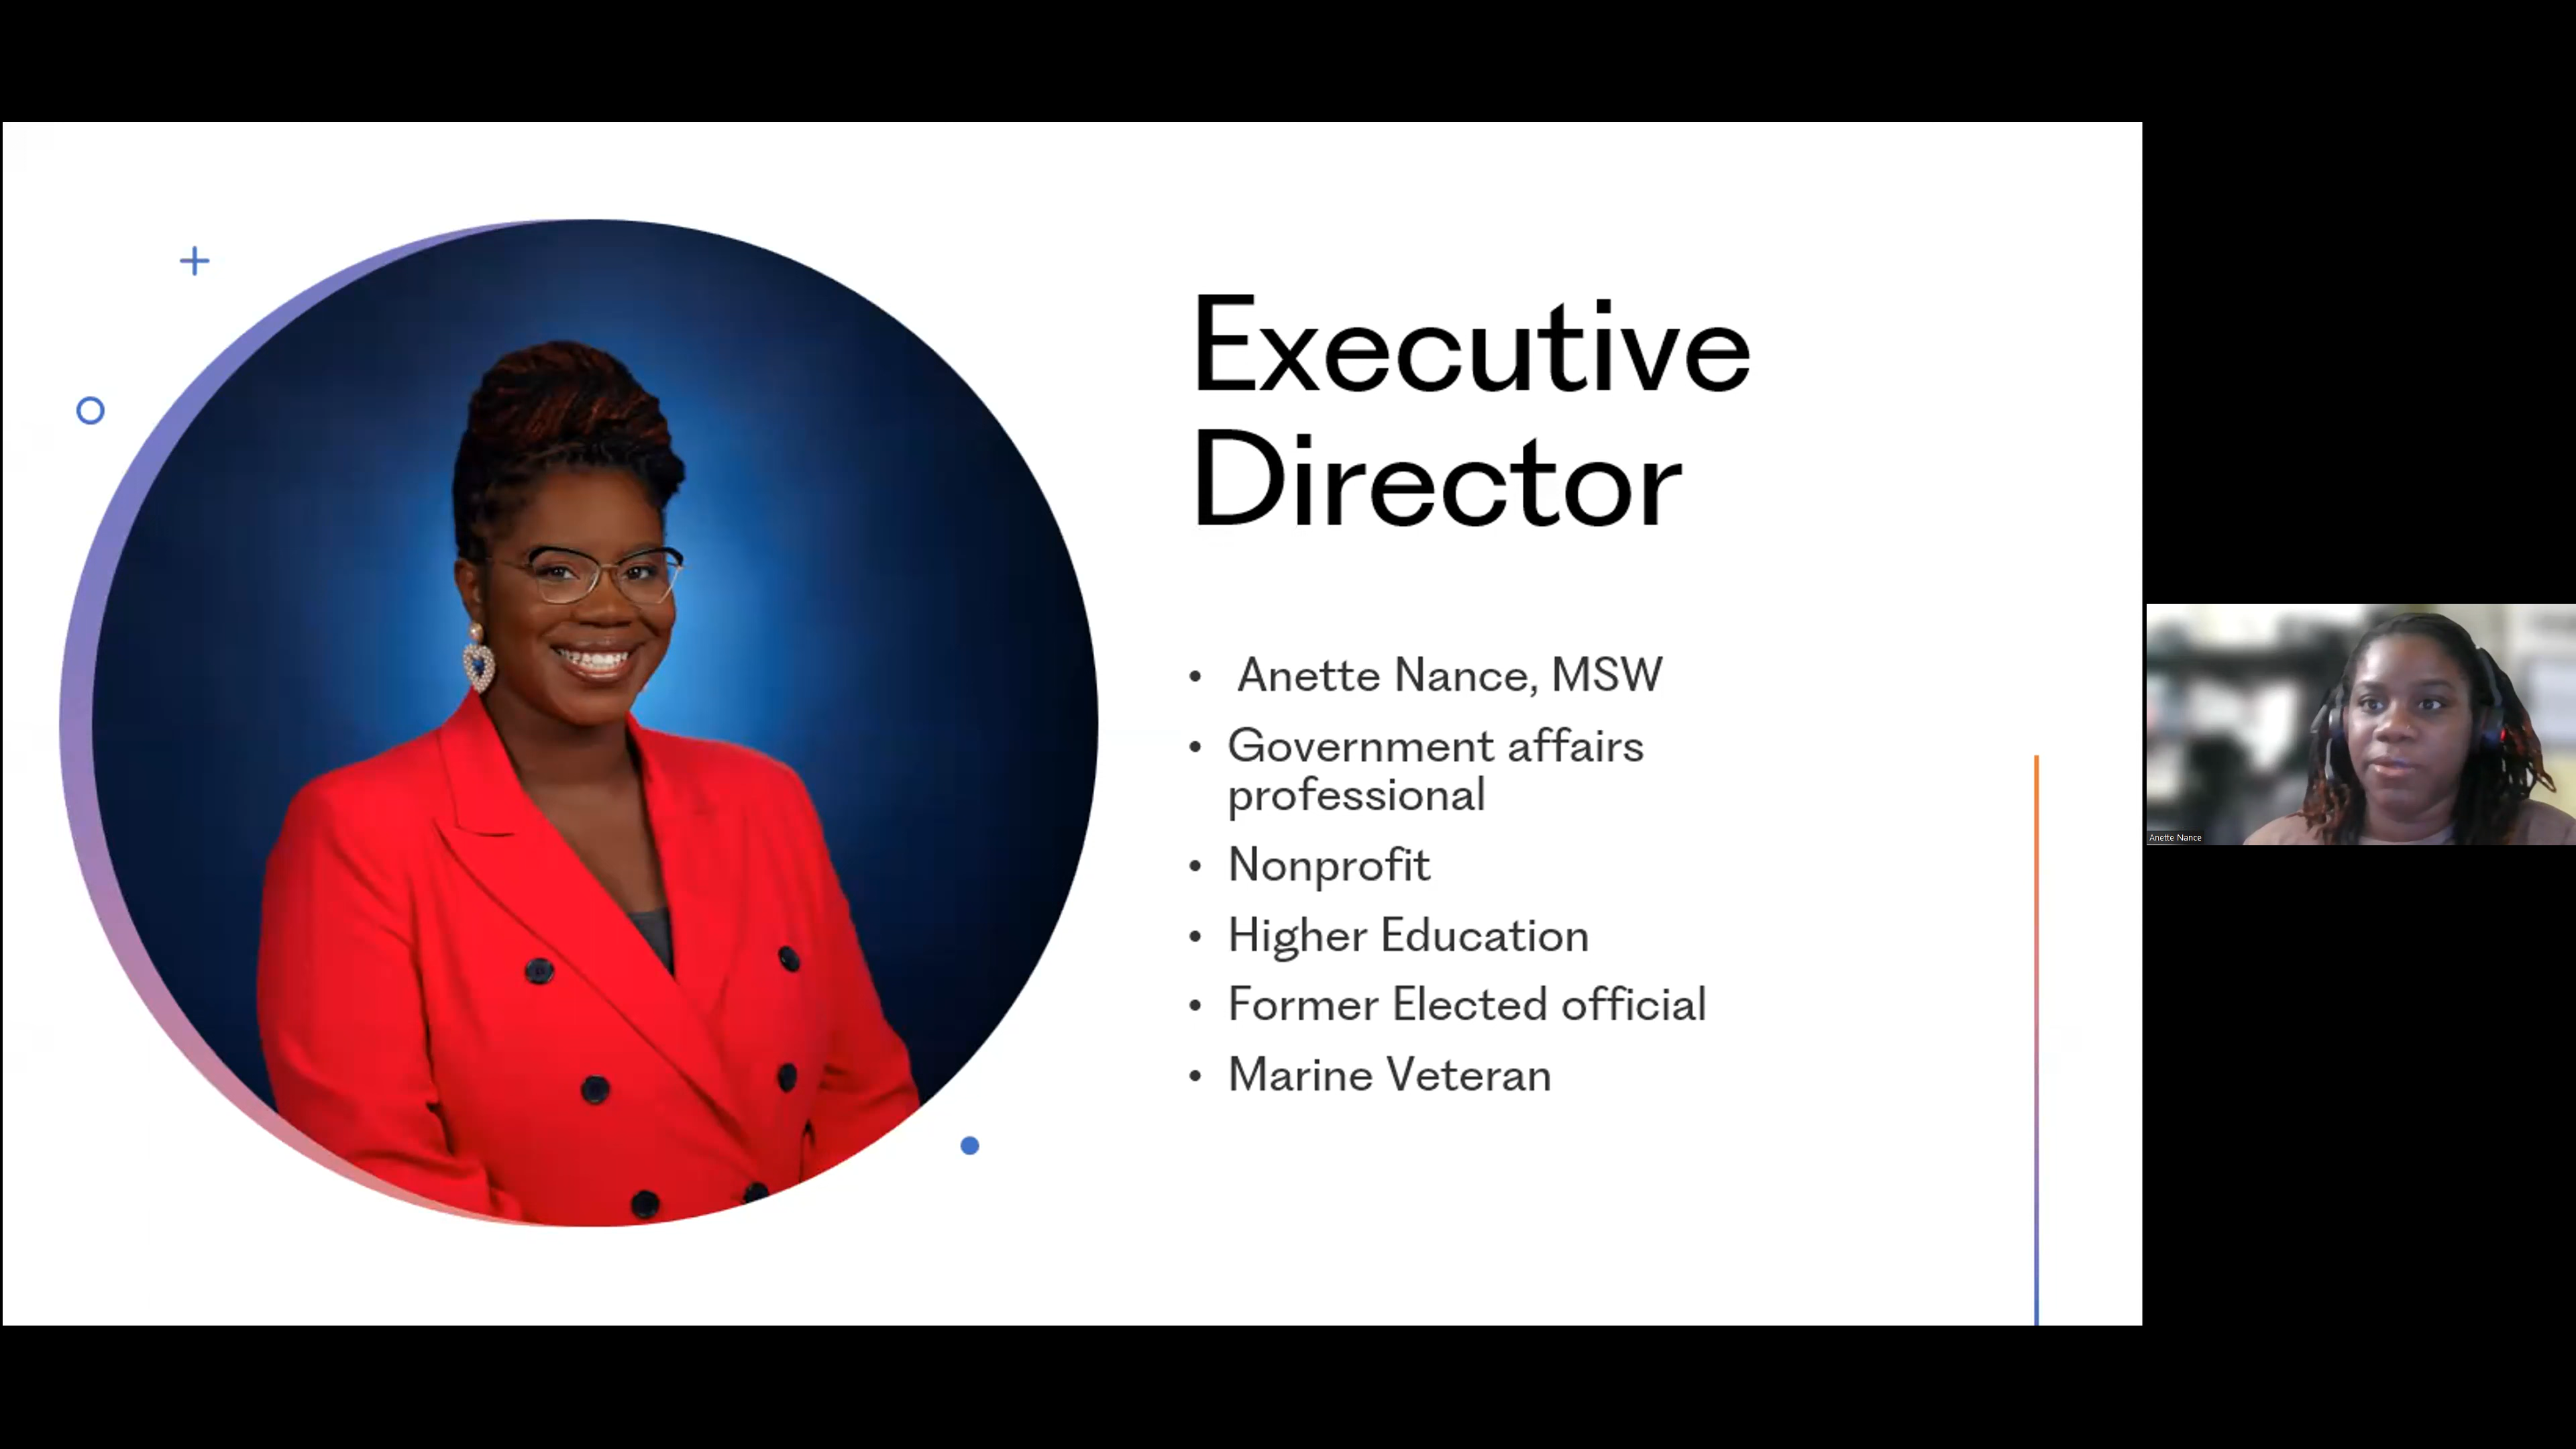 Executive
Director
Anette Nance, MSW
Government affairs
professional
Nonprofit
Higher Education
Former Elected official
Marine Veteran
Anette Nance